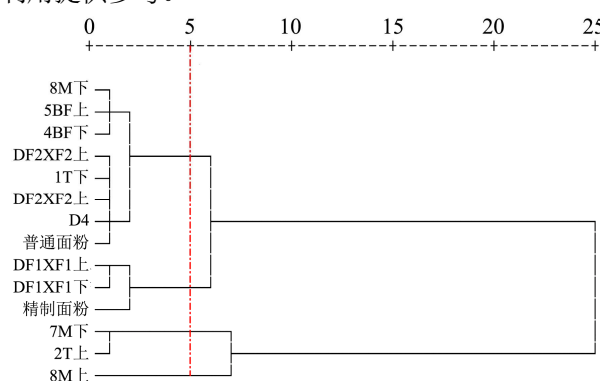 0 5 10 15 20 25
8M下
5BF上
4BF下
DF2XF2上
1T下
DF2XF2上
D4
普通面粉
DF1XF1上
DF1XF1下
精制面粉
7M下
2T上
8M上